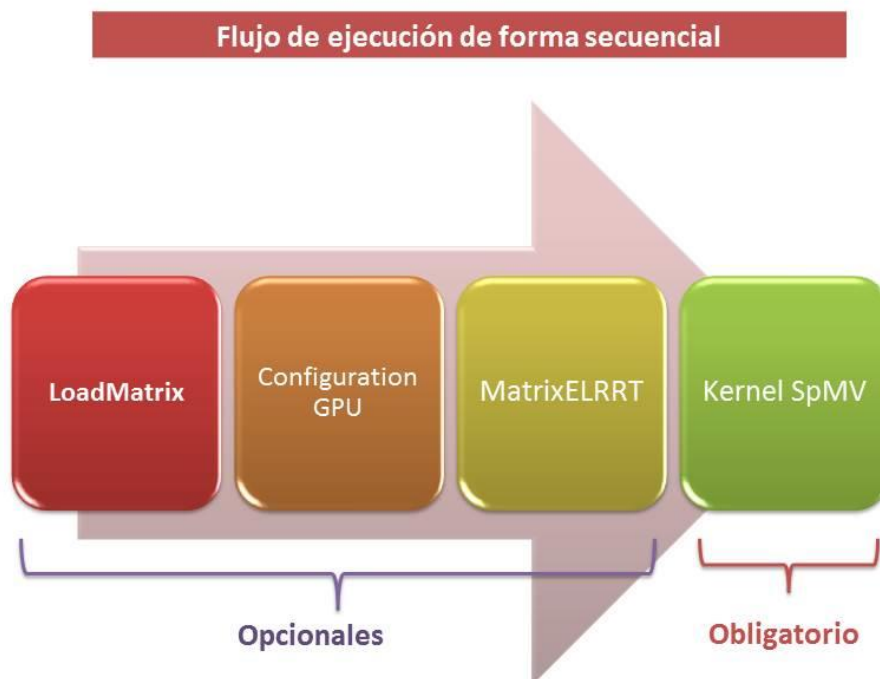 Flujo de ejecución de forma secuencial
LoadMatrix
Configuration
GPU
MatrixELRRT
Kernel SpMV
Opcionales
Obligatorio